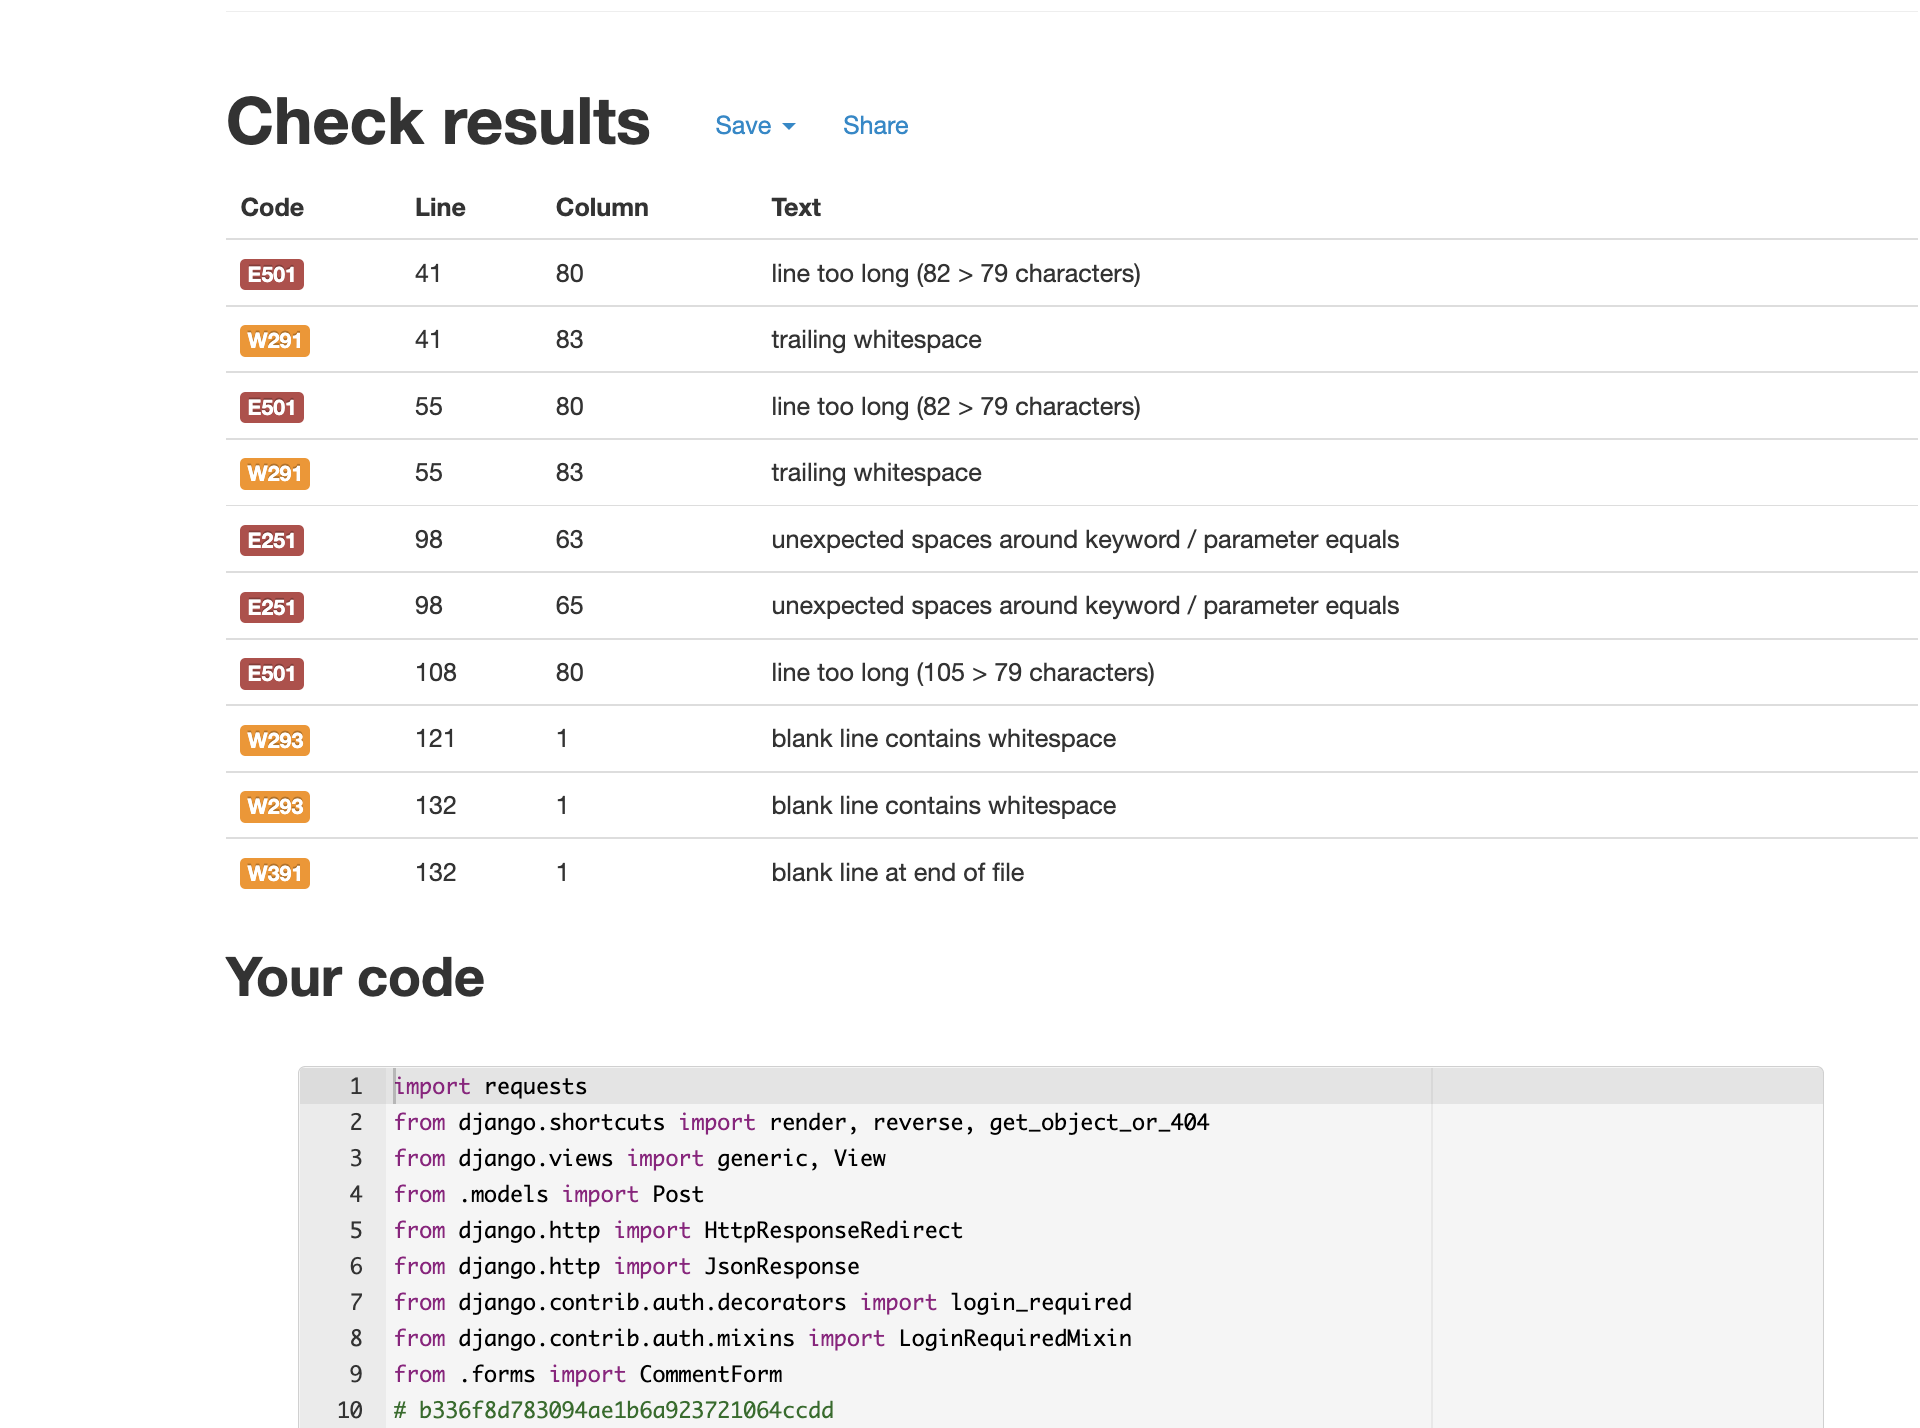 Check results Save Share
Code Line Column Text
E501 41 80 line too long (82 > 79 characters)
W291 41 83 trailing whitespace
E501 55 80 line too long (82 > 79 characters)
W291 55 83 trailing whitespace
E251 98 63 unexpected spaces around keyword / parameter equals
E251 98 65 unexpected spaces around keyword / parameter equals
E501 108 80 line too long (105 > 79 characters)
W293 121 1 blank line contains whitespace
W293 132 1 blank line contains whitespace
W391 132 1 blank line at end of file
Your code
1 import requests
2 from django.shortcuts import render, reverse, get_object_or_404
3 from django.views import generic, View
4 from .models import Post
5 from django.http import HttpResponseRedirect
6 from django.http import JsonResponse
7 from django.contrib.auth.decorators import login_required
8 from django.contrib.auth.mixins import LoginRequiredMixin
9 from .forms import CommentForm
10 # b336f8d783094ae1b6a923721064ccdd